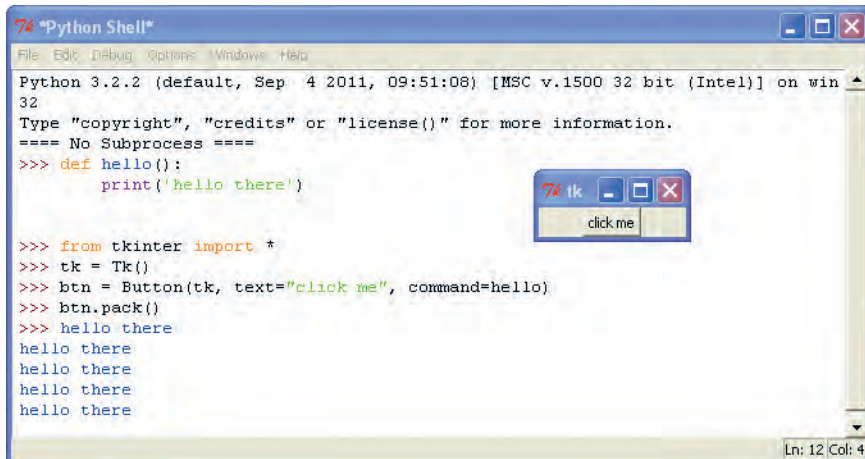 *Python Shell*
File Edit Debug Options Windows Help
Python 3.2.2 (default, Sep  4 2011, 09:51:08) [MSC v.1500 32 bit (Intel)] on win
32
Type "copyright", "credits" or "license()" for more information.
==== No Subprocess ====
>>> def hello():
        print('hello there')
>>> from tkinter import *
>>> tk = Tk()
>>> btn = Button(tk, text="click me", command=hello)
>>> btn.pack()
>>> hello there
hello there
hello there
hello there
hello there
tk
click me
Ln: 12 Col: 4